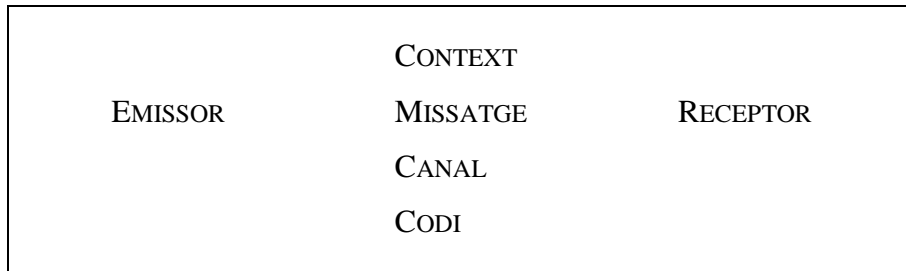 CONTEXT
EMISSOR MISSATGE RECEPTOR
CANAL
CODI